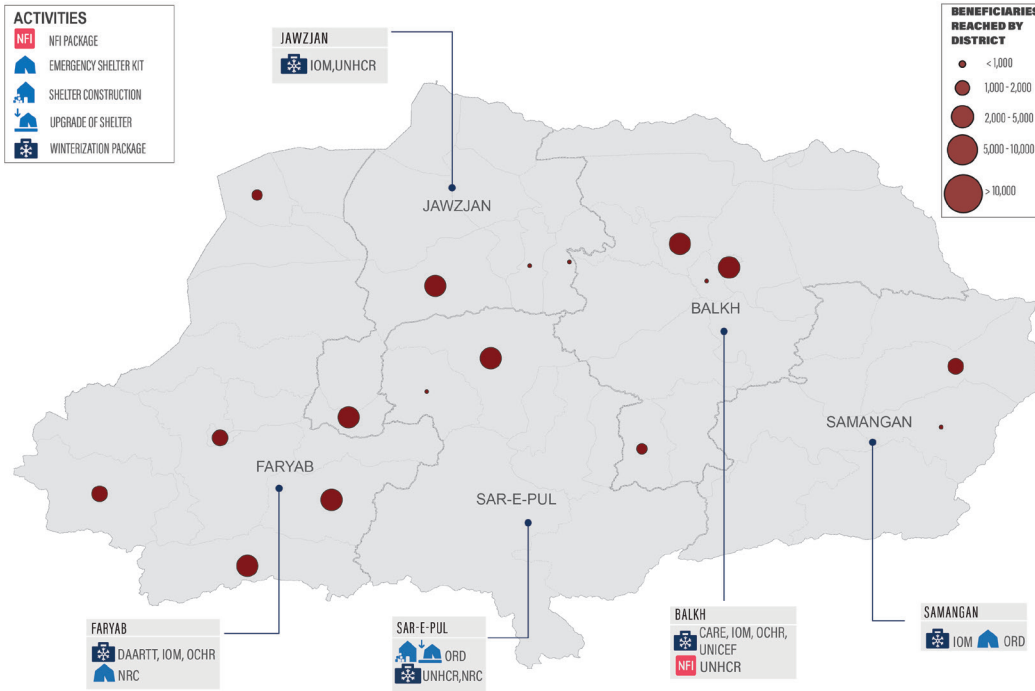 ACTIVITIES
NFI NFI PACKAGE
EMERGENCY SHELTER KIT
SHELTER CONSTRUCTION
UPGRADE OF SHELTER
WINTERIZATION PACKAGE
JAWZJAN
IOM,UNHCR
BENEFICIARIES
REACHED BY
DISTRICT
< 1,000
1,000 - 2,000
2,000 - 5,000
5,000 - 10,000
> 10,000
JAWZJAN
BALKH
SAMANGAN
FARYAB
SAR-E-PUL
FARYAB
DAARTT, IOM, OCHR
NRC
SAR-E-PUL
ORD
UNHCR,NRC
BALKH
CARE, IOM, OCHR,
UNICEF
NFI UNHCR
SAMANGAN
IOM ORD